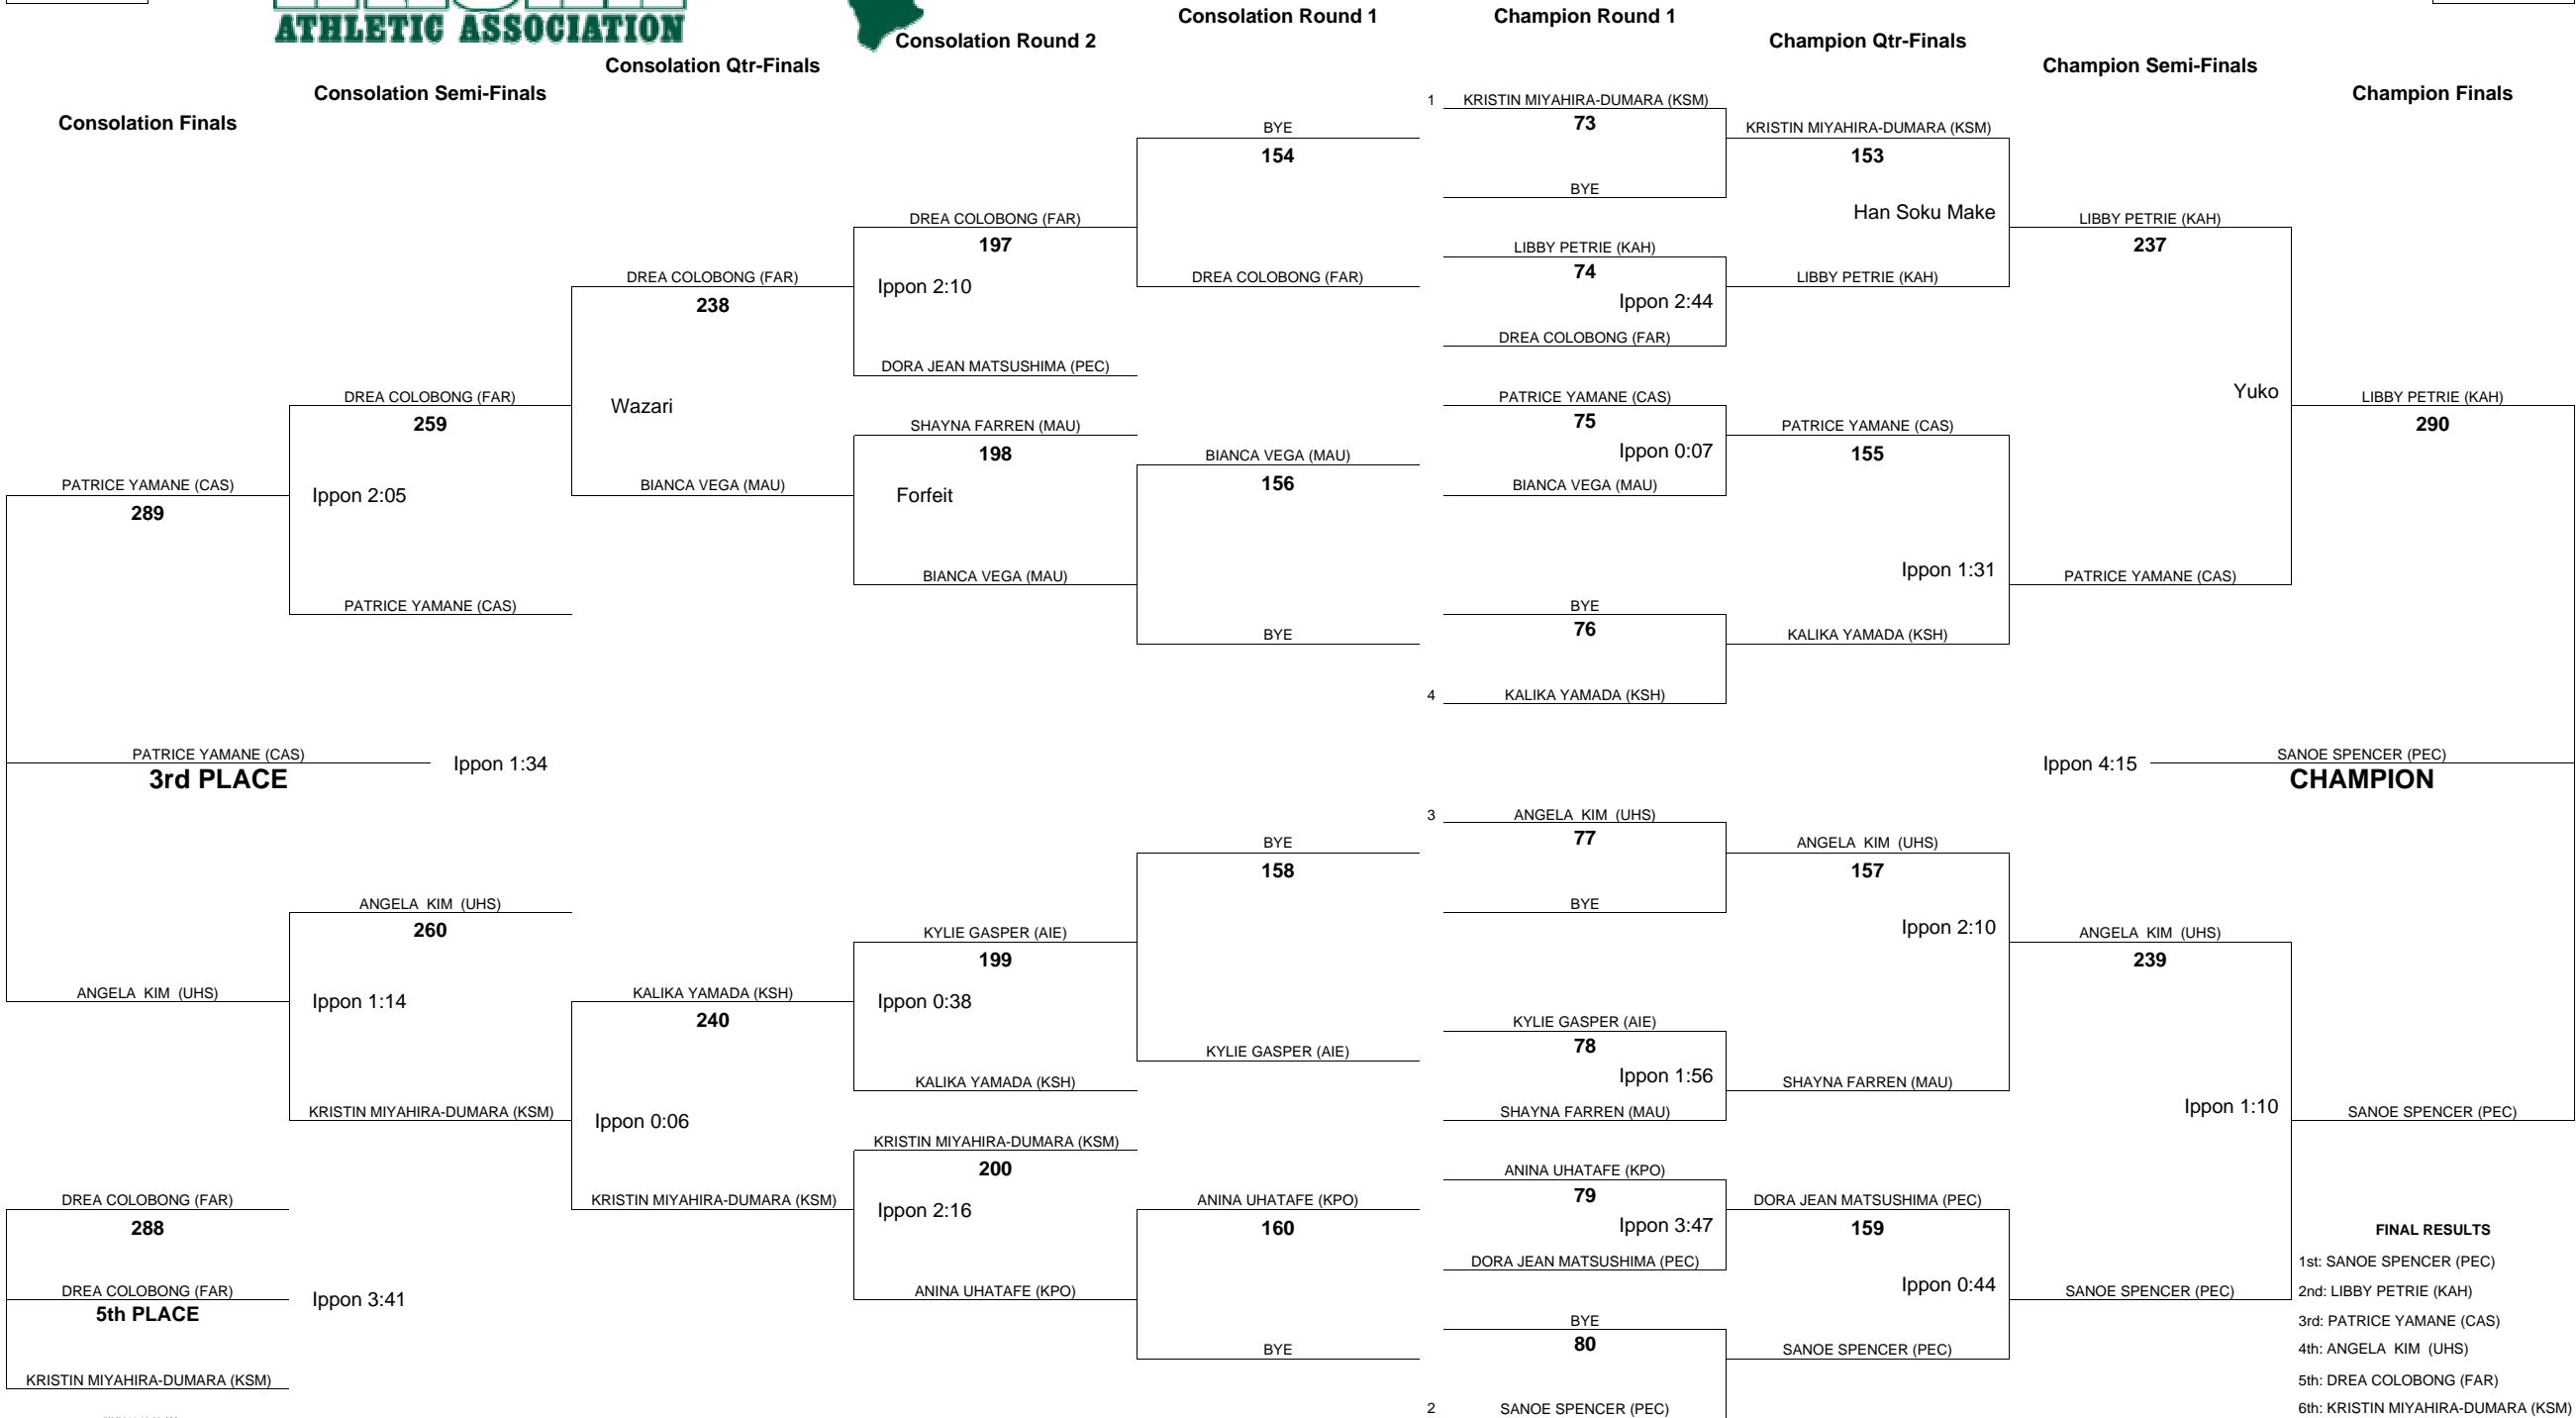 ATHLETIC ASSOCIATION
Consolation Round 1
Champion Round 1
Consolation Round 2
Champion Qtr-Finals
Consolation Qtr-Finals
Champion Semi-Finals
Consolation Semi-Finals
Champion Finals
Consolation Finals
1 KRISTIN MIYAHIRA-DUMARA (KSM)
73
BYE
LIBBY PETRIE (KAH)
74
Ippon 2:44
DREA COLOBONG (FAR)
PATRICE YAMANE (CAS)
75
Ippon 0:07
BIANCA VEGA (MAU)
BYE
76
4 KALIKA YAMADA (KSH)
3 ANGELA KIM (UHS)
77
BYE
KYLIE GASPER (AIE)
78
Ippon 1:56
SHAYNA FARREN (MAU)
ANINA UHATAFE (KPO)
79
Ippon 3:47
DORA JEAN MATSUSHIMA (PEC)
BYE
80
2 SANOE SPENCER (PEC)
KRISTIN MIYAHIRA-DUMARA (KSM)
153
Han Soku Make
LIBBY PETRIE (KAH)
PATRICE YAMANE (CAS)
155
Ippon 1:31
KALIKA YAMADA (KSH)
ANGELA KIM (UHS)
157
Ippon 2:10
SHAYNA FARREN (MAU)
DORA JEAN MATSUSHIMA (PEC)
159
Ippon 0:44
SANOE SPENCER (PEC)
LIBBY PETRIE (KAH)
237
Yuko
PATRICE YAMANE (CAS)
ANGELA KIM (UHS)
239
Ippon 1:10
SANOE SPENCER (PEC)
LIBBY PETRIE (KAH)
290
Ippon 4:15
SANOE SPENCER (PEC)
CHAMPION
SANOE SPENCER (PEC)
BYE
154
DREA COLOBONG (FAR)
BIANCA VEGA (MAU)
156
BYE
BYE
158
KYLIE GASPER (AIE)
ANINA UHATAFE (KPO)
160
BYE
DREA COLOBONG (FAR)
197
Ippon 2:10
DORA JEAN MATSUSHIMA (PEC)
SHAYNA FARREN (MAU)
198
Forfeit
BIANCA VEGA (MAU)
KYLIE GASPER (AIE)
199
Ippon 0:38
KALIKA YAMADA (KSH)
KRISTIN MIYAHIRA-DUMARA (KSM)
200
Ippon 2:16
ANINA UHATAFE (KPO)
DREA COLOBONG (FAR)
238
Wazari
BIANCA VEGA (MAU)
KALIKA YAMADA (KSH)
240
Ippon 0:06
KRISTIN MIYAHIRA-DUMARA (KSM)
DREA COLOBONG (FAR)
259
Ippon 2:05
PATRICE YAMANE (CAS)
ANGELA KIM (UHS)
260
Ippon 1:14
KRISTIN MIYAHIRA-DUMARA (KSM)
PATRICE YAMANE (CAS)
289
PATRICE YAMANE (CAS)
Ippon 1:34
3rd PLACE
ANGELA KIM (UHS)
DREA COLOBONG (FAR)
288
DREA COLOBONG (FAR)
Ippon 3:41
5th PLACE
KRISTIN MIYAHIRA-DUMARA (KSM)
FINAL RESULTS
1st: SANOE SPENCER (PEC)
2nd: LIBBY PETRIE (KAH)
3rd: PATRICE YAMANE (CAS)
4th: ANGELA KIM (UHS)
5th: DREA COLOBONG (FAR)
6th: KRISTIN MIYAHIRA-DUMARA (KSM)